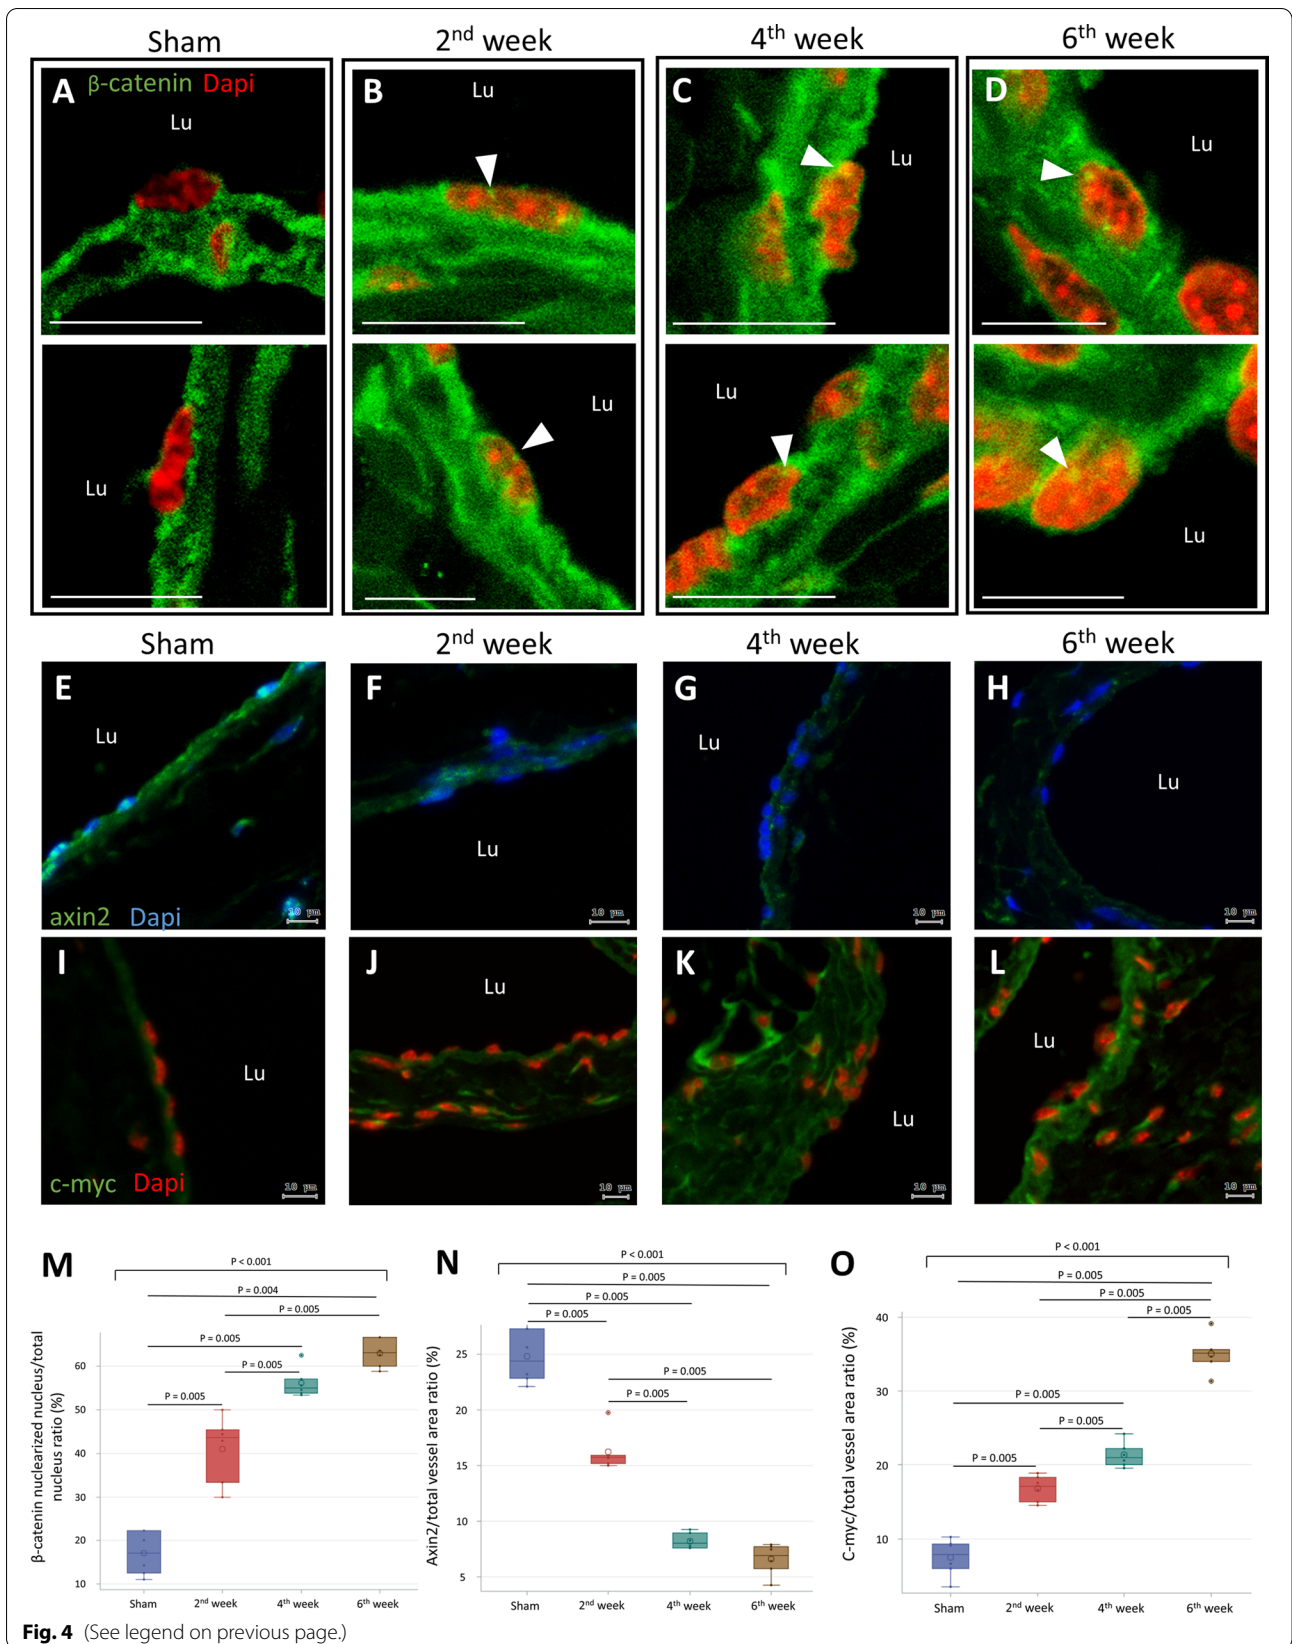 Sham 2nd week 4th week 6th week
A β-catenin Dapi
Lu
B
Lu
C
Lu
D
Lu
Lu
Lu
Lu
Lu
Sham 2nd week 4th week 6th week
E
Lu
axin2 Dapi
10 µm
F
Lu
10 µm
G
Lu
10 µm
H
Lu
10 µm
I
Lu
c-myc Dapi
10 µm
J
Lu
10 µm
K
Lu
10 µm
L
Lu
10 µm
M
P < 0.001
P = 0.004
P = 0.005
P = 0.005
P = 0.005
P = 0.005
β-catenin nuclearized nucleus/total
nucleus ratio (%)
60
50
40
30
20
10
Sham 2nd week 4th week 6th week
N
P < 0.001
P = 0.005
P = 0.005
P = 0.005
P = 0.005
P = 0.005
Axin2/total vessel area ratio (%)
25
20
15
10
5
Sham 2nd week 4th week 6th week
O
P < 0.001
P = 0.005
P = 0.005
P = 0.005
P = 0.005
P = 0.005
P = 0.005
C-myc/total vessel area ratio (%)
40
30
20
10
Sham 2nd week 4th week 6th week
Fig. 4 (See legend on previous page.)